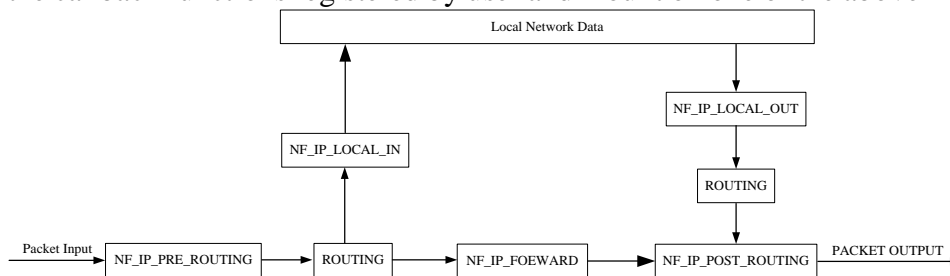 Local Network Data
NF_IP_LOCAL_OUT
NF_IP_LOCAL_IN
ROUTING
Packet Input
NF_IP_PRE_ROUTING
ROUTING
NF_IP_FOEWARD
NF_IP_POST_ROUTING
PACKET OUTPUT